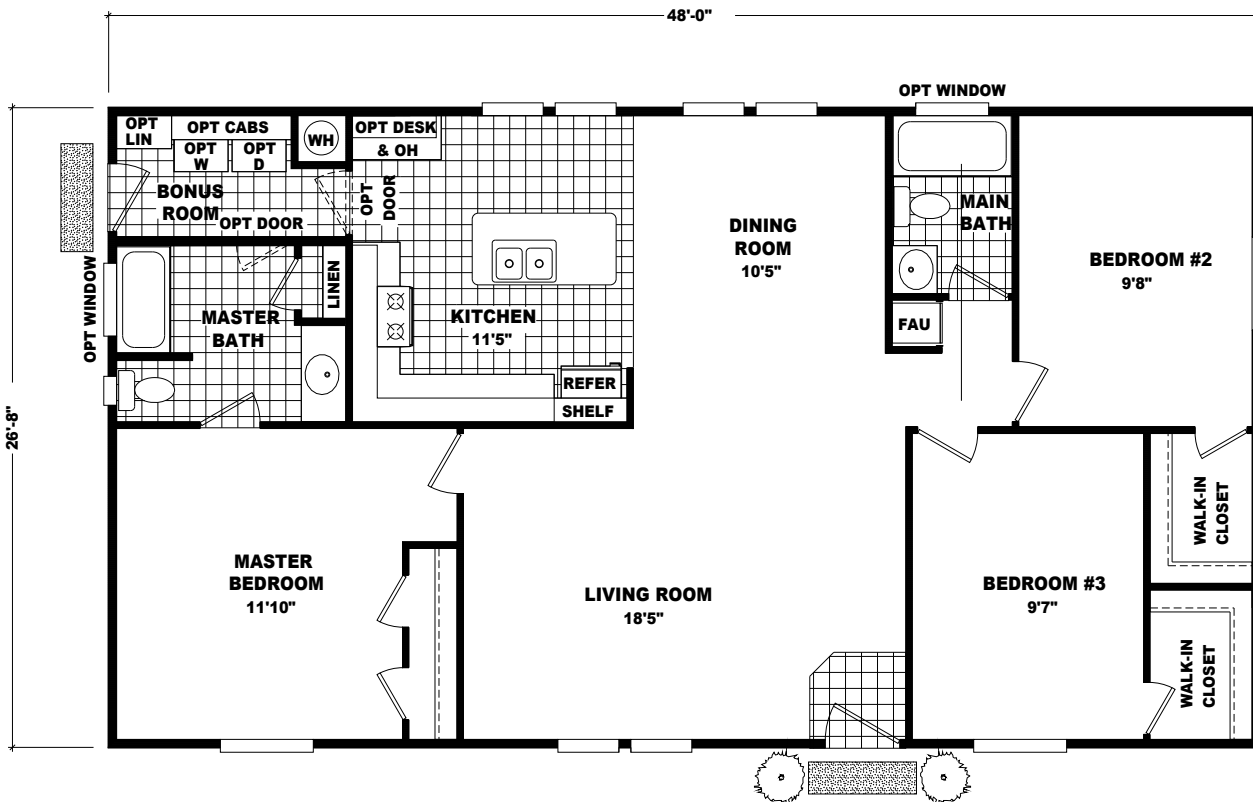 48'-0"
OPT WINDOW
OPT
LIN
OPT CABS
OPT
W
OPT
D
WH
OPT DESK
& OH
BONUS
ROOM
OPT DOOR
OPT
DOOR
DINING
ROOM
10'5"
MAIN
BATH
BEDROOM #2
9'8"
OPT WINDOW
LINEN
MASTER
BATH
KITCHEN
11'5"
FAU
REFER
SHELF
26'-8"
WALK-IN
CLOSET
MASTER
BEDROOM
11'10"
LIVING ROOM
18'5"
BEDROOM #3
9'7"
WALK-IN
CLOSET